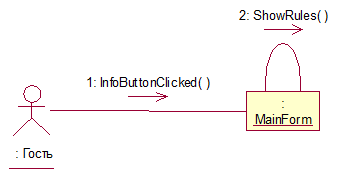 2: ShowRules( )
1: InfoButtonClicked( )
:
MainForm
: Гость